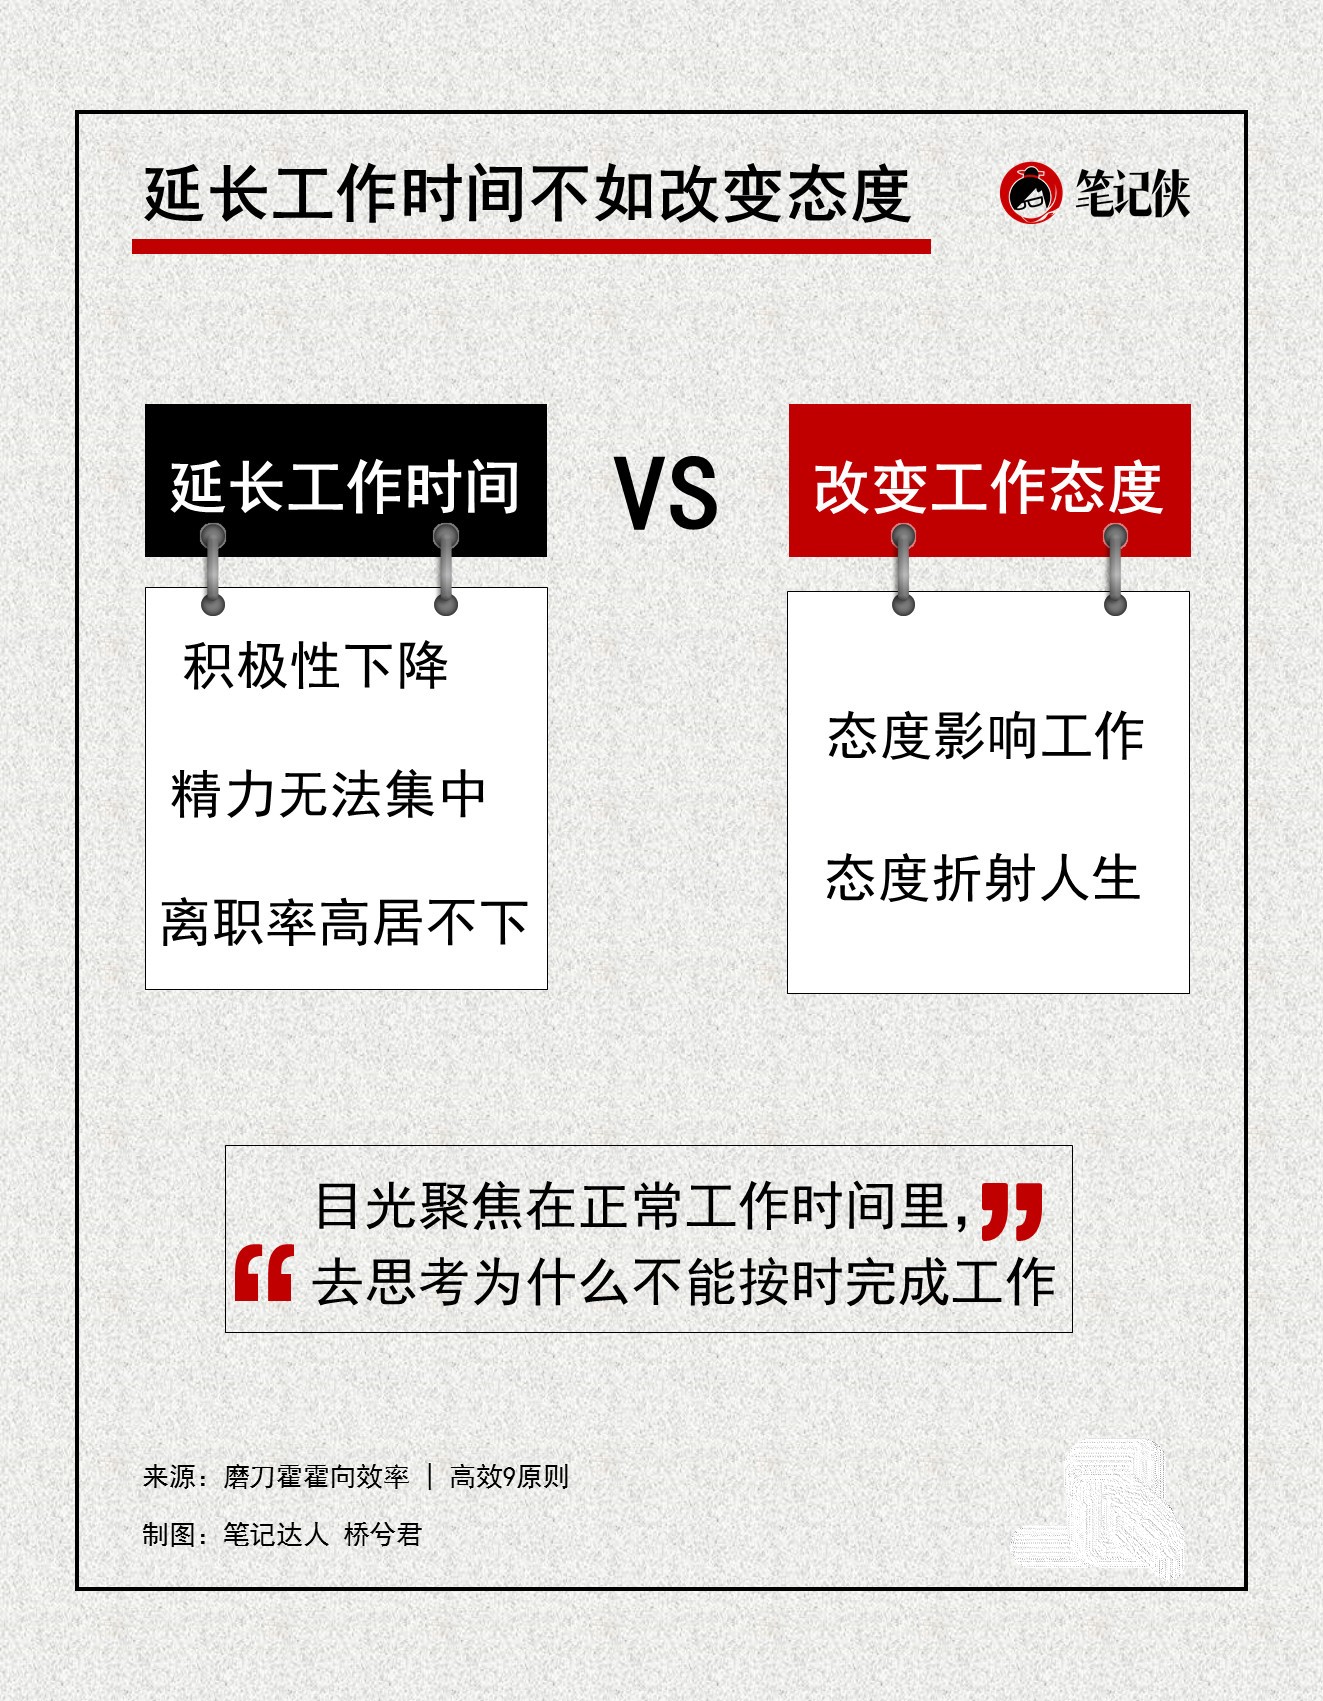 延长工作时间不如改变态度
笔记侠
延长工作时间
VS
改变工作态度
积极性下降
精力无法集中
离职率高居不下
态度影响工作
态度折射人生
目光聚焦在正常工作时间里，
去思考为什么不能按时完成工作
来源：磨刀霍霍向效率 | 高效9原则
制图：笔记达人 桥兮君